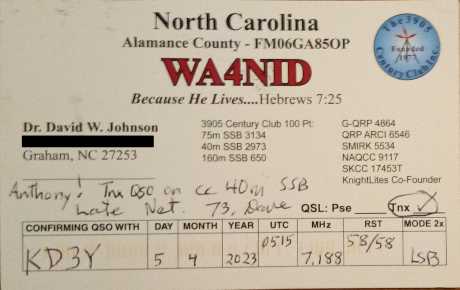 North Carolina
Alamance County - FM06GA85OP
WA4NID
Because He Lives....Hebrews 7:25
The 3905
Founded
1977
Century Club Inc.
Dr. David W. Johnson
Graham, NC 27253
3905 Century Club 100 Pt:
75m SSB 3134
40m SSB 2973
160m SSB 650
G-QRP 4864
QRP ARCI 6546
SMIRK 5534
NAQCC 9117
SKCC 17453T
KnightLites Co-Founder
Anthony! Tnx QSO on CC 40m SSB
Late Net. 73, Dave
QSL: Pse ___ Tnx ✓
CONFIRMING QSO WITH DAY MONTH YEAR UTC MHz RST MODE 2x
KD3Y 5 4 2023 0515 7,188 58/58 LSB